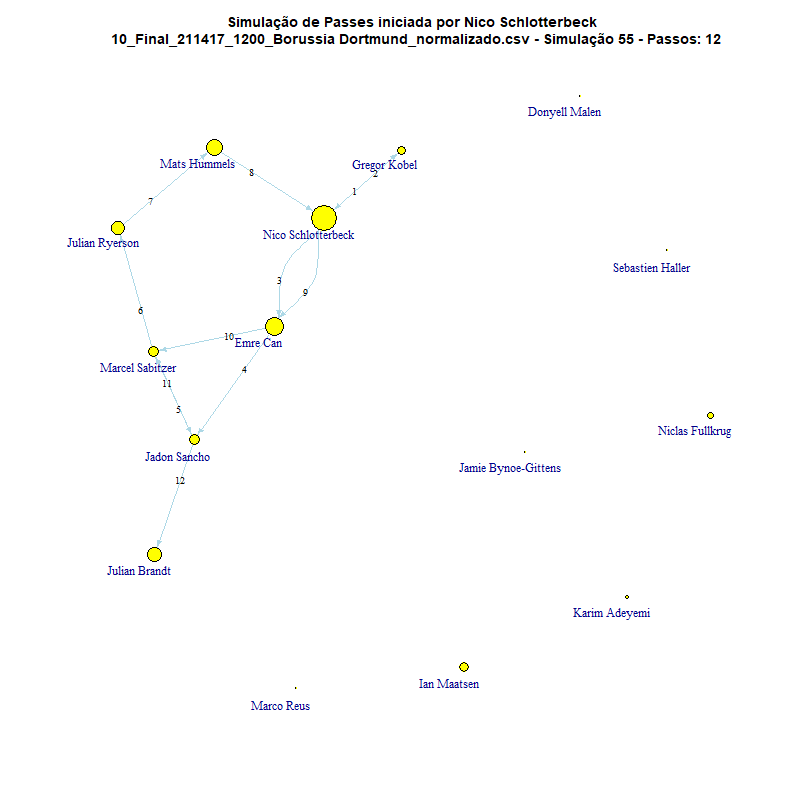 Simulação de Passes iniciada por Nico Schlotterbeck
10_Final_211417_1200_Borussia Dortmund_normalizado.csv - Simulação 55 - Passos: 12
Donyell Malen
Mats Hummels
8
Gregor Kobel
2
1
7
Nico Schlotterbeck
Julian Ryerson
Sebastien Haller
3
9
6
10
Emre Can
Marcel Sabitzer
4
11
5
Niclas Fullkrug
Jadon Sancho
Jamie Bynoe-Gittens
12
Julian Brandt
Karim Adeyemi
Ian Maatsen
Marco Reus